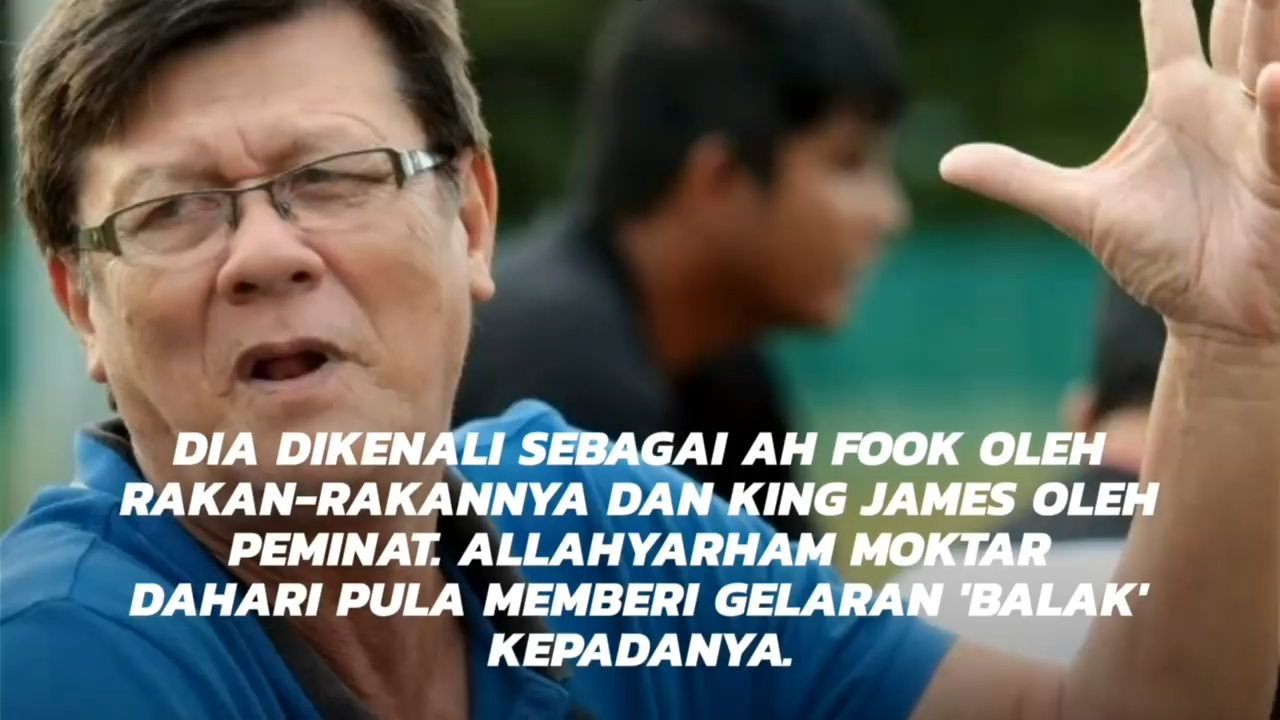 DIA DIKENALI SEBAGAI AH FOOK OLEH
RAKAN-RAKANNYA DAN KING JAMES OLEH
PEMINAT. ALLAHYARHAM MOKTAR
DAHARI PULA MEMBERI GELARAN 'BALAK'
KEPADANYA.